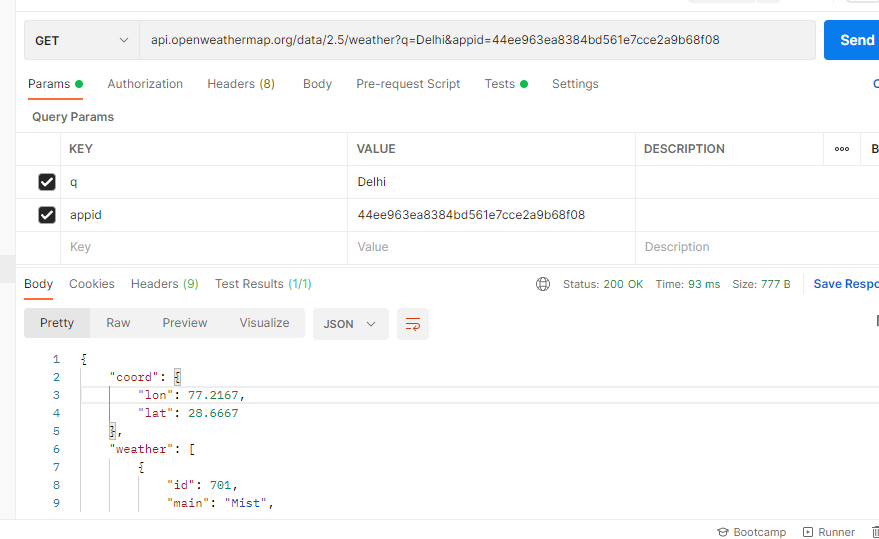 GET api.openweathermap.org/data/2.5/weather?q=Delhi&appid=44ee963ea8384bd561e7cce2a9b68f08 Send
Params Authorization Headers (8) Body Pre-request Script Tests Settings
Query Params
KEY VALUE DESCRIPTION ooo B
q Delhi
appid 44ee963ea8384bd561e7cce2a9b68f08
Key Value Description
Body Cookies Headers (9) Test Results (1/1) Status: 200 OK Time: 93 ms Size: 777 B Save Respo
Pretty Raw Preview Visualize JSON
1 {
2 "coord": {
3 "lon": 77.2167,
4 "lat": 28.6667
5 },
6 "weather": [
7 {
8 "id": 701,
9 "main": "Mist",
Bootcamp Runner